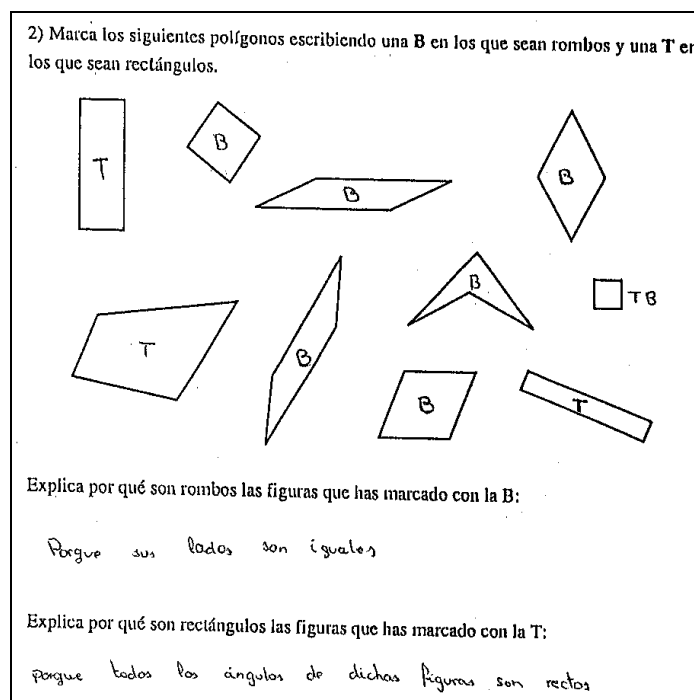 2) Marca los siguientes polígonos escribiendo una B en los que sean rombos y una T en
los que sean rectángulos.
T
B
B
B
T
B
B
T B
B
T
Explica por qué son rombos las figuras que has marcado con la B:
Porque sus lados son iguales
Explica por qué son rectángulos las figuras que has marcado con la T:
porque todos los ángulos de dichas figuras son rectos